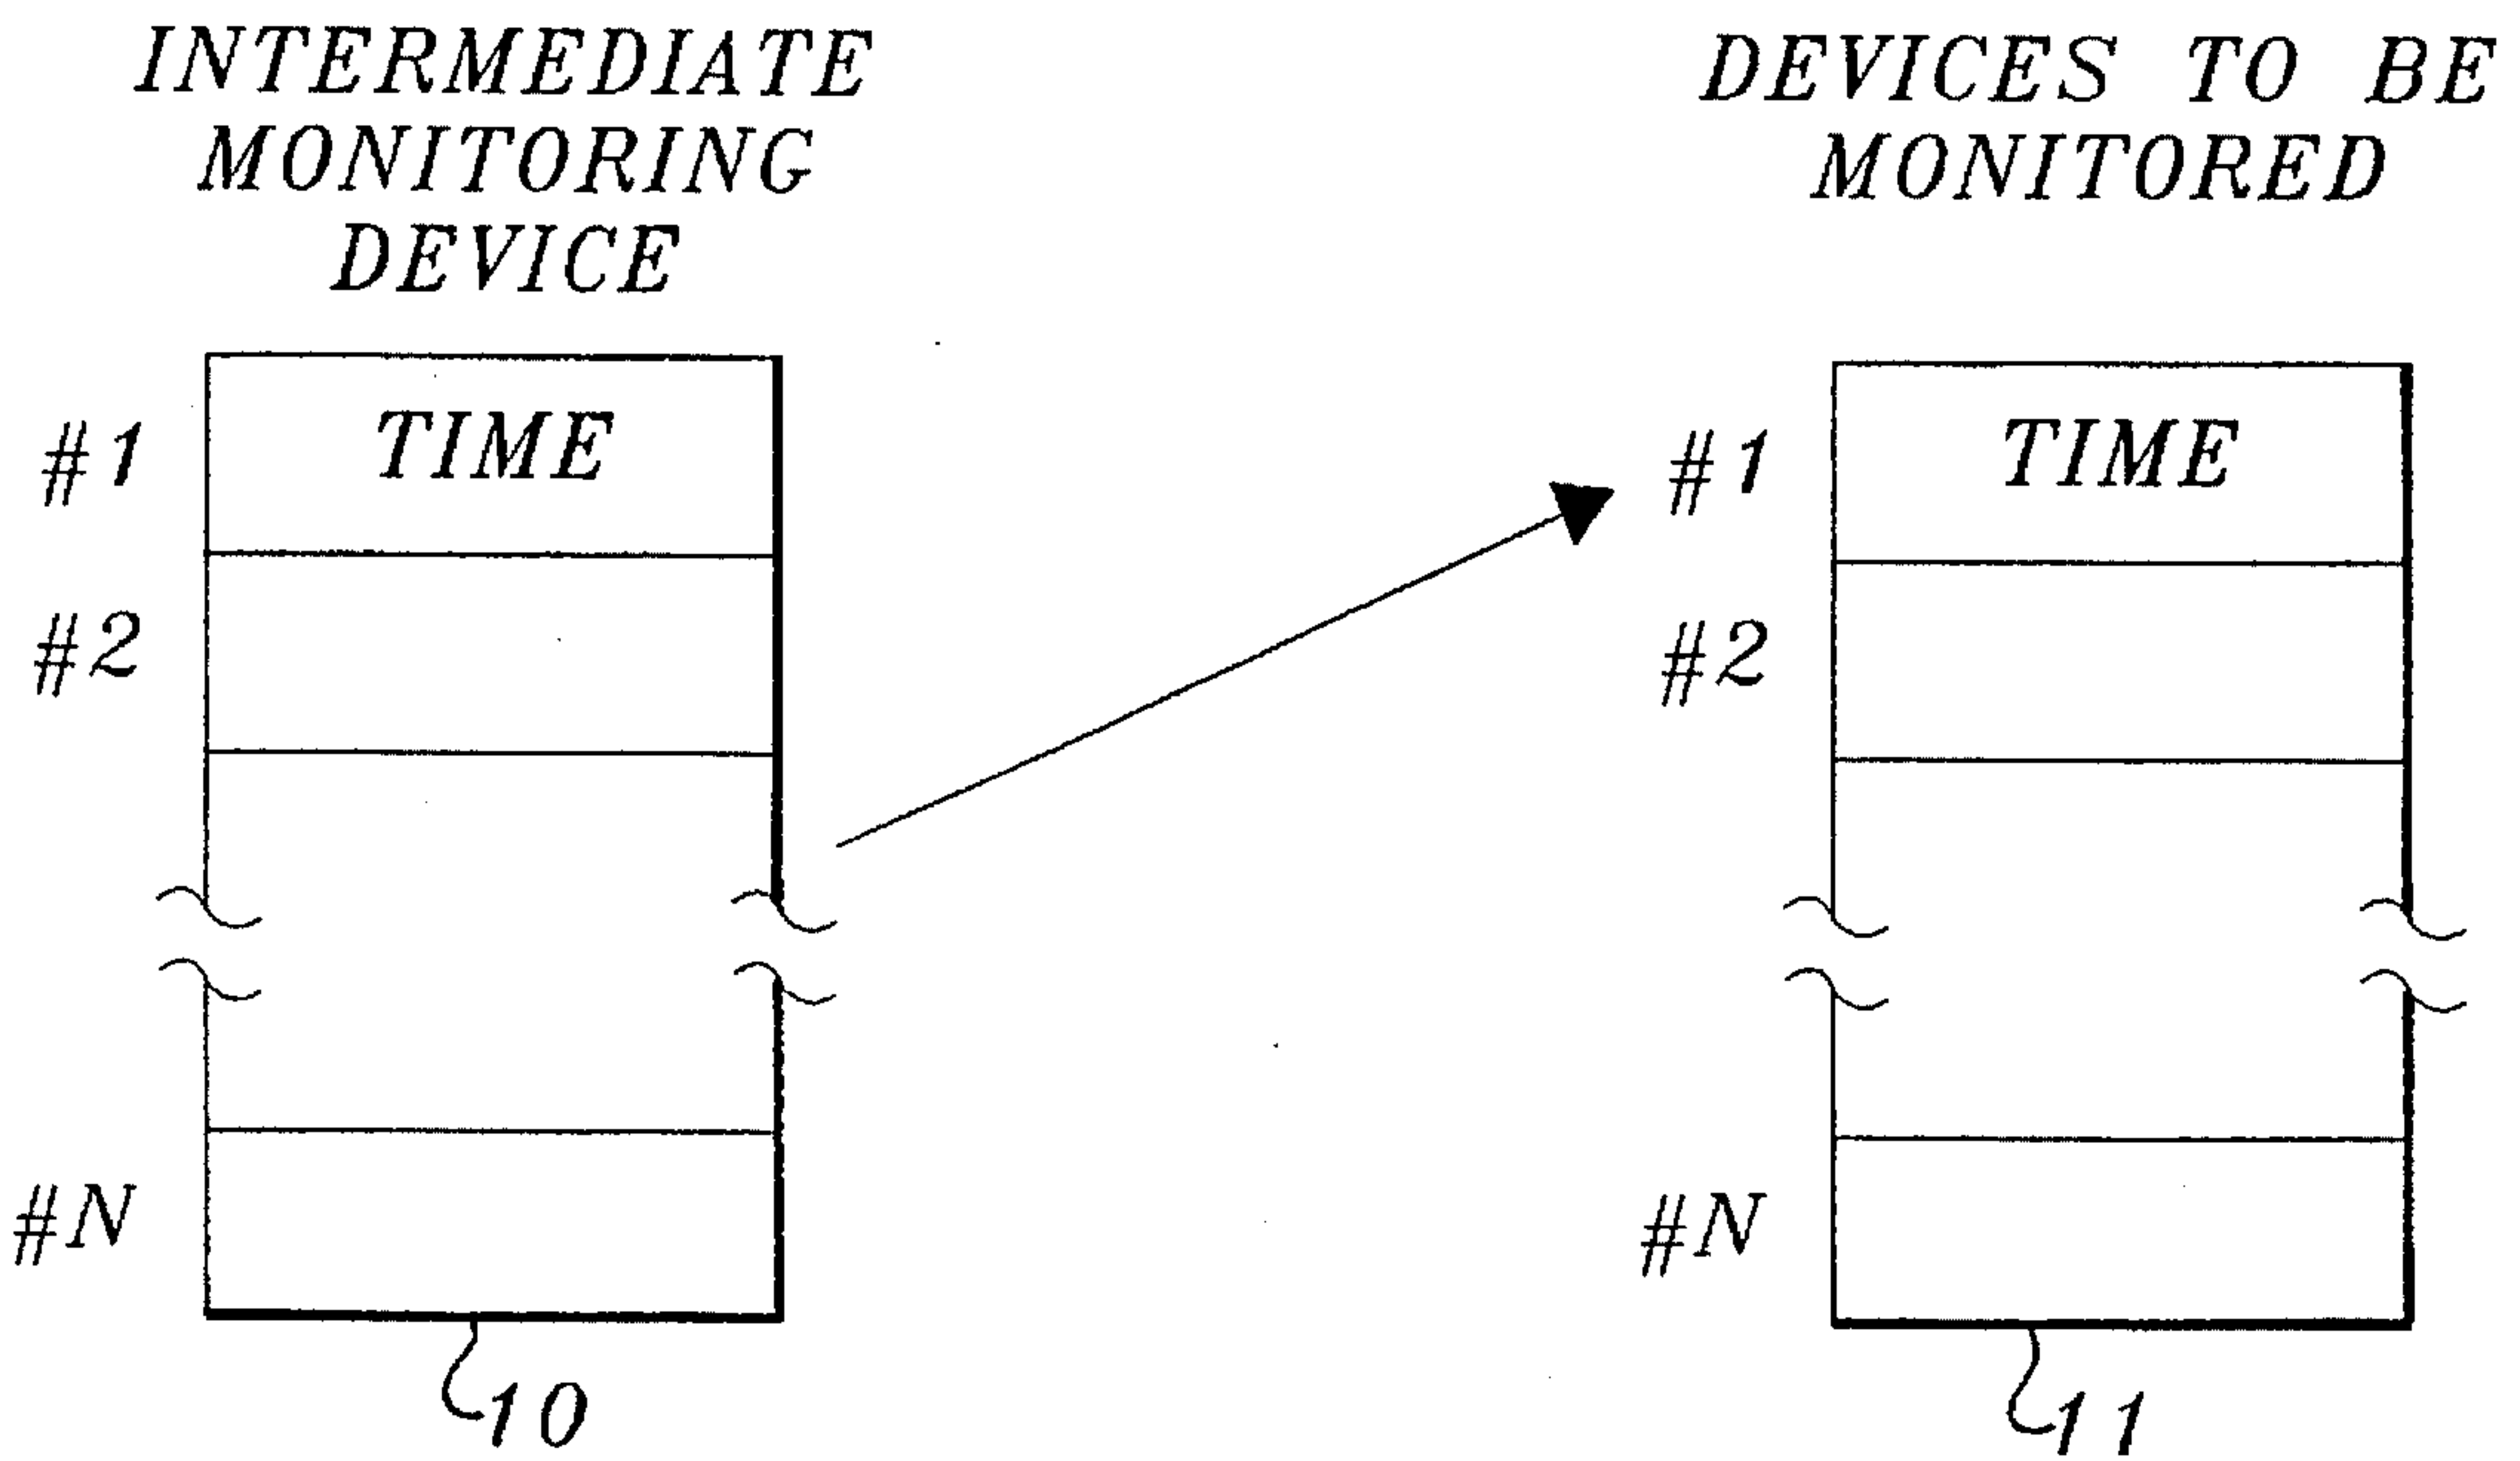 INTERMEDIATE
MONITORING
DEVICE
#1
TIME
#2
#N
10
DEVICES TO BE
MONITORED
#1
TIME
#2
#N
11